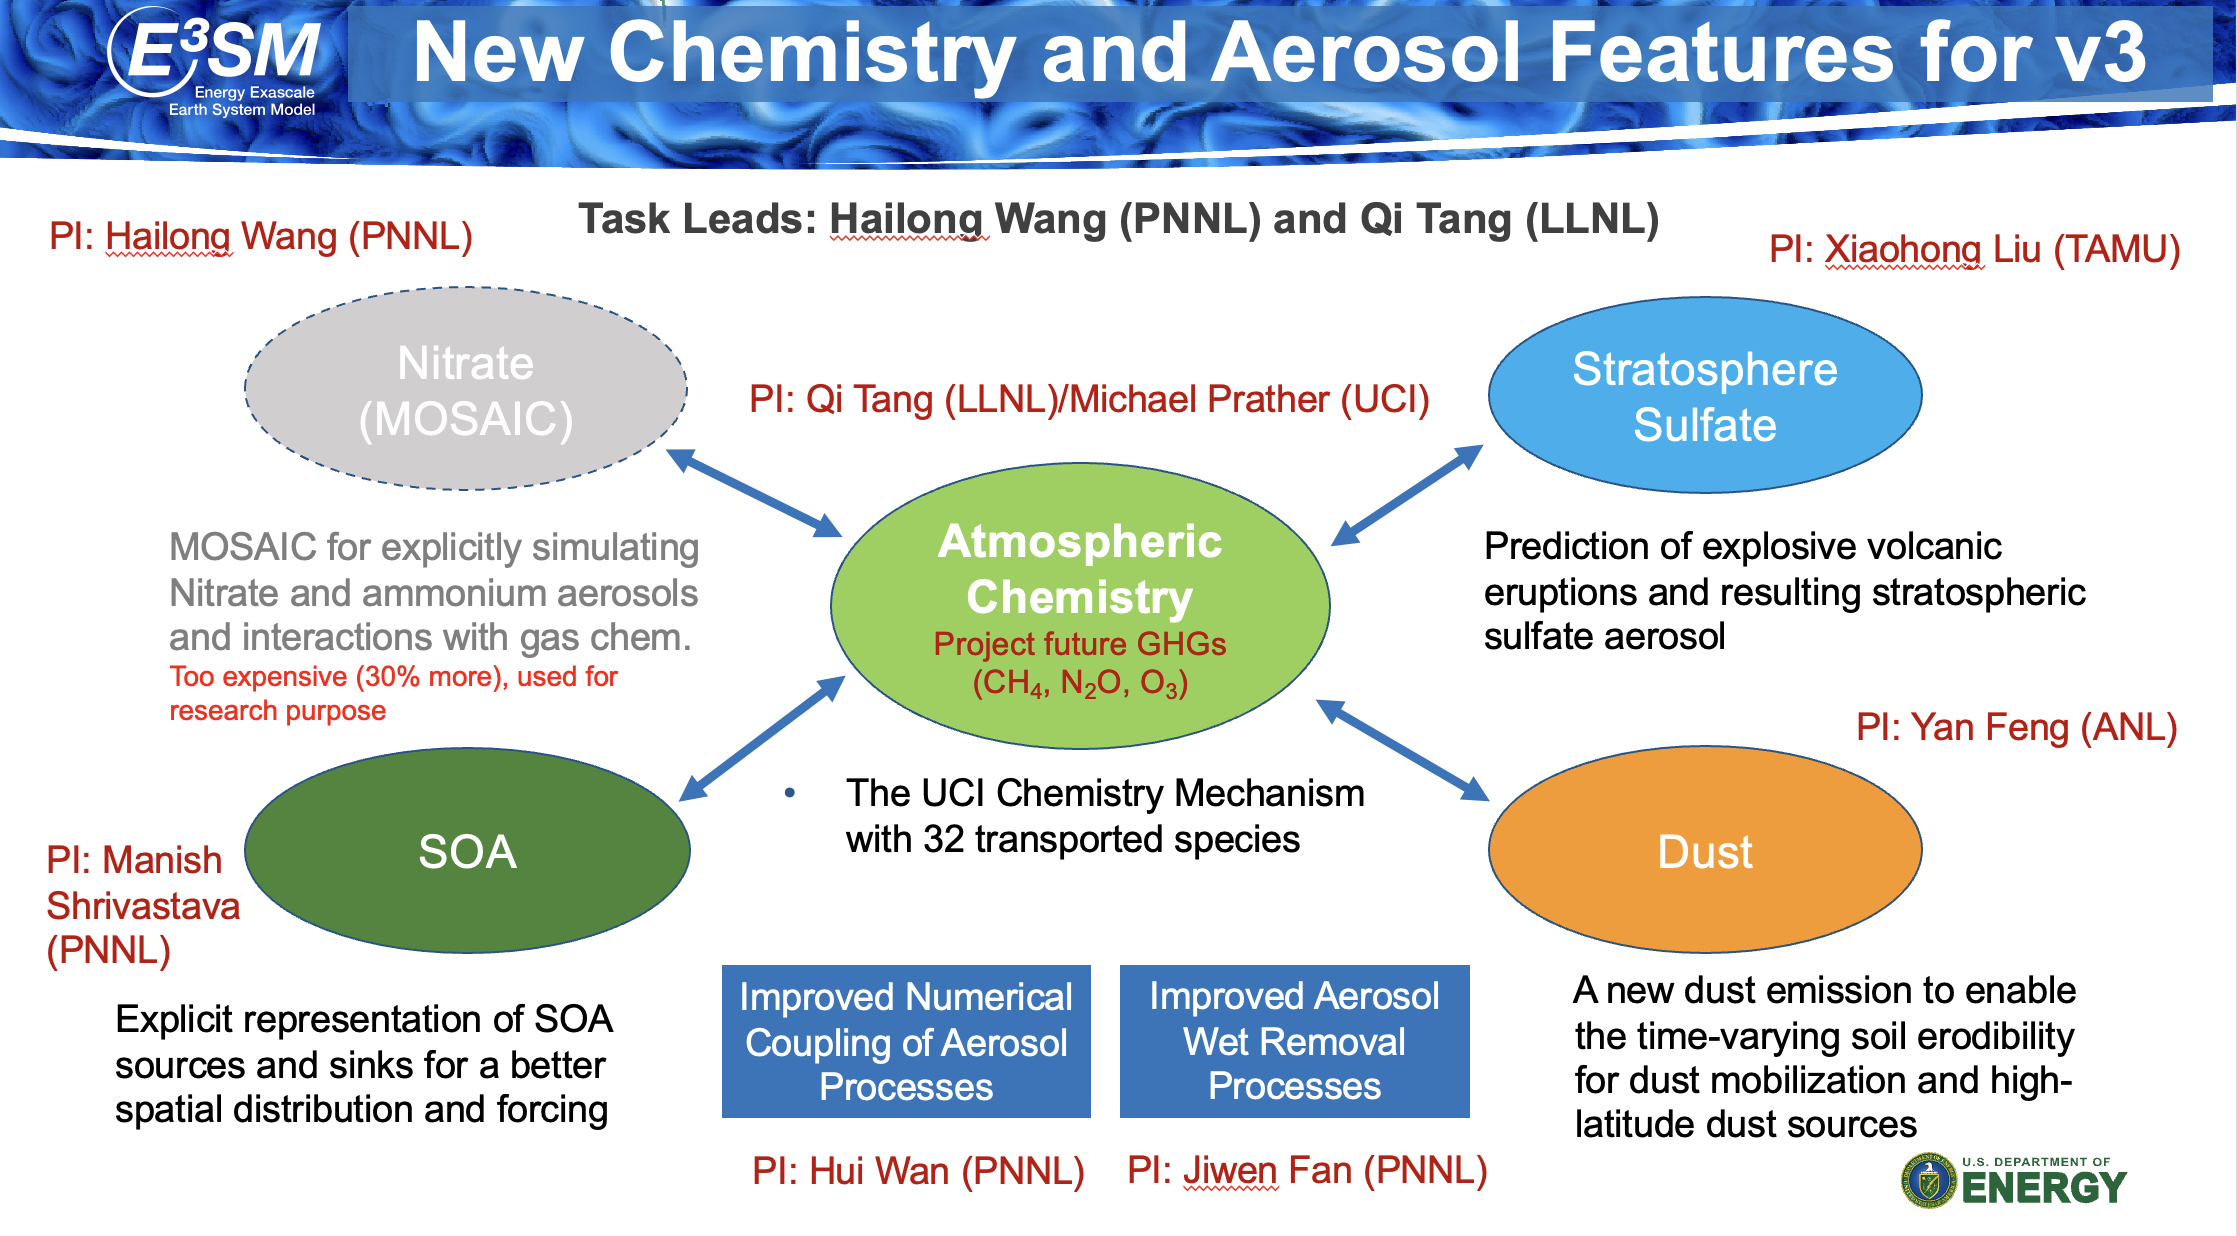 E³SM
Energy Exascale
Earth System Model
New Chemistry and Aerosol Features for v3
Task Leads: Hailong Wang (PNNL) and Qi Tang (LLNL)
PI: Hailong Wang (PNNL)
Nitrate
(MOSAIC)
MOSAIC for explicitly simulating
Nitrate and ammonium aerosols
and interactions with gas chem.
Too expensive (30% more), used for
research purpose
PI: Qi Tang (LLNL)/Michael Prather (UCI)
Atmospheric
Chemistry
Project future GHGs
(CH₄, N₂O, O₃)
• The UCI Chemistry Mechanism
with 32 transported species
PI: Xiaohong Liu (TAMU)
Stratosphere
Sulfate
Prediction of explosive volcanic
eruptions and resulting stratospheric
sulfate aerosol
PI: Manish
Shrivastava
(PNNL)
SOA
Explicit representation of SOA
sources and sinks for a better
spatial distribution and forcing
Improved Numerical
Coupling of Aerosol
Processes
PI: Hui Wan (PNNL)
Improved Aerosol
Wet Removal
Processes
PI: Jiwen Fan (PNNL)
PI: Yan Feng (ANL)
Dust
A new dust emission to enable
the time-varying soil erodibility
for dust mobilization and high-
latitude dust sources
U.S. DEPARTMENT OF
ENERGY